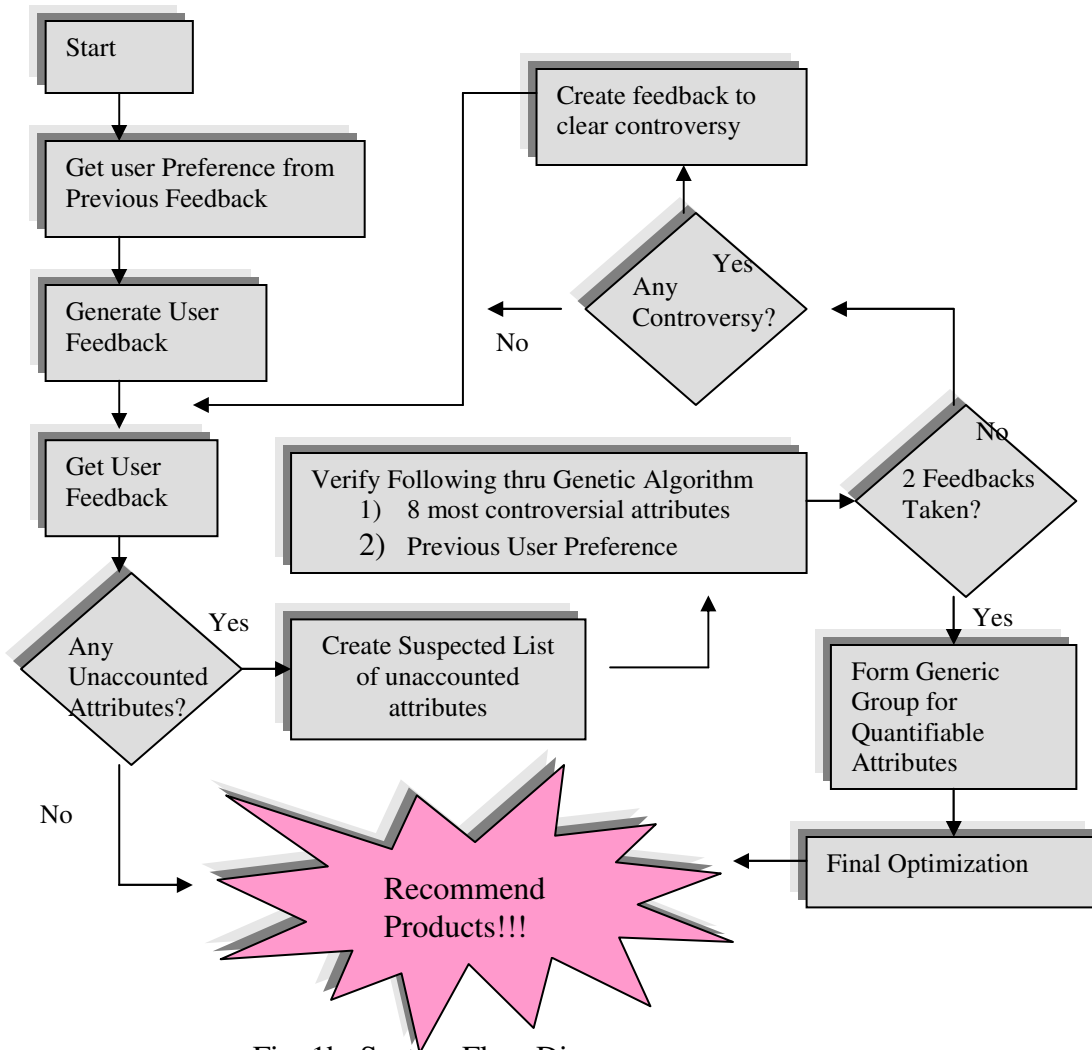 Start
Get user Preference from
Previous Feedback
Generate User
Feedback
Get User
Feedback
Any
Unaccounted
Attributes?
Yes
No
Create Suspected List
of unaccounted
attributes
Verify Following thru Genetic Algorithm
1) 8 most controversial attributes
2) Previous User Preference
2 Feedbacks
Taken?
No
Yes
Any
Controversy?
Yes
No
Create feedback to
clear controversy
Form Generic
Group for
Quantifiable
Attributes
Final Optimization
Recommend
Products!!!